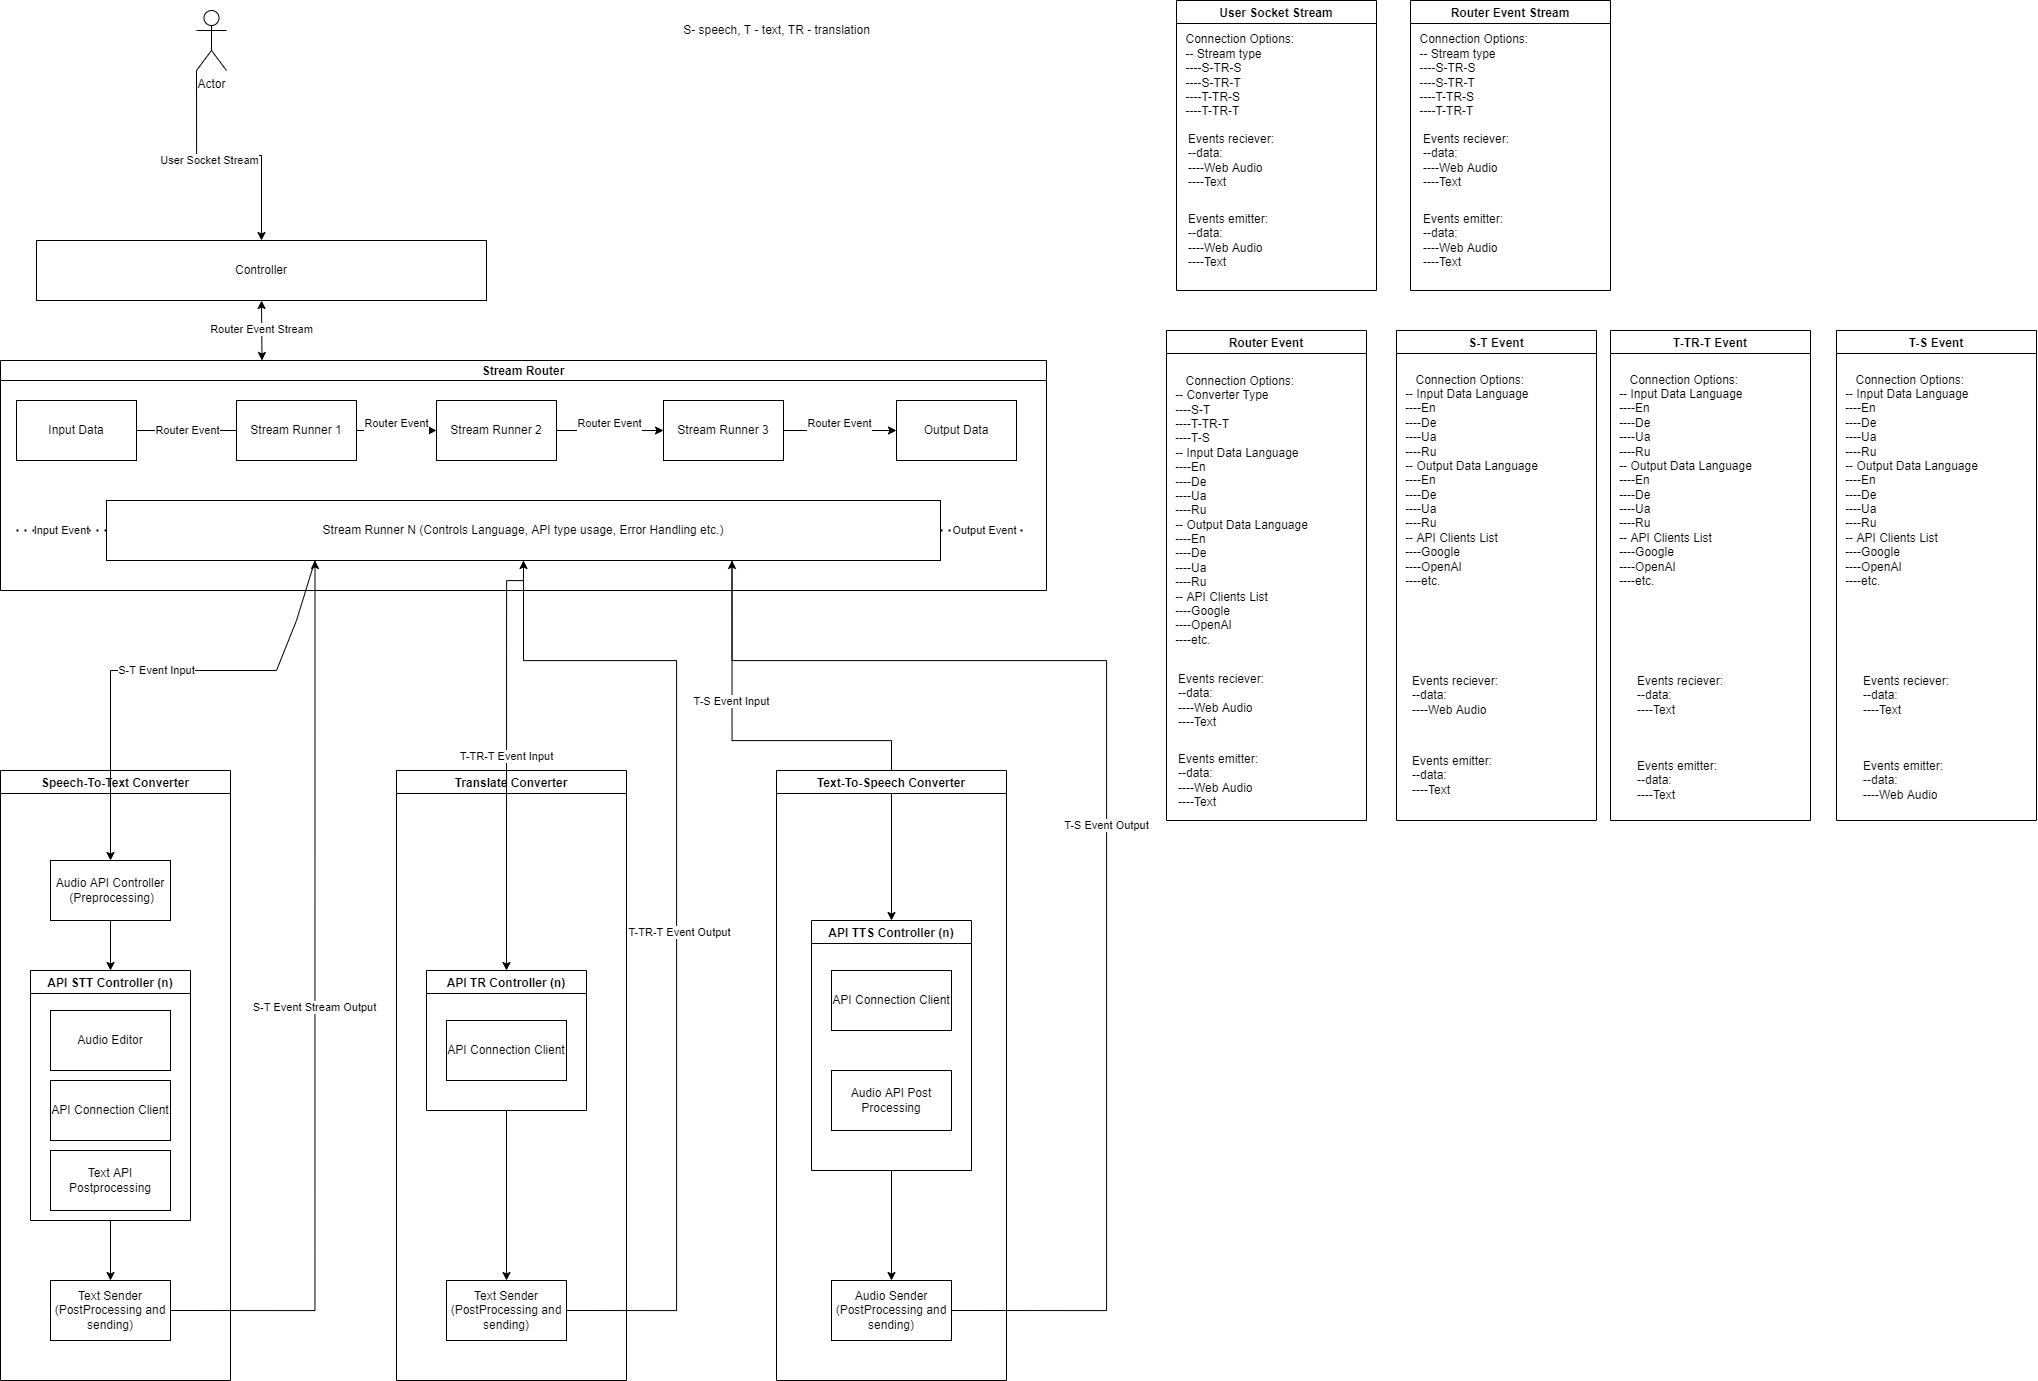 S- speech, T - text, TR - translation
Actor
User Socket Stream
Controller
Router Event Stream
Stream Router
Input Data
Router Event
Stream Runner 1
Router Event
Stream Runner 2
Router Event
Stream Runner 3
Router Event
Output Data
Input Event
Stream Runner N (Controls Language, API type usage, Error Handling etc.)
Output Event
S-T Event Input
T-S Event Input
T-TR-T Event Input
Speech-To-Text Converter
Audio API Controller
(Preprocessing)
API STT Controller (n)
Audio Editor
API Connection Client
Text API
Postprocessing
Text Sender
(PostProcessing and
sending)
S-T Event Stream Output
Translate Converter
API TR Controller (n)
API Connection Client
Text Sender
(PostProcessing and
sending)
T-TR-T Event Output
Text-To-Speech Converter
API TTS Controller (n)
API Connection Client
Audio API Post
Processing
Audio Sender
(PostProcessing and
sending)
T-S Event Output
User Socket Stream
Connection Options:
-- Stream type
----S-TR-S
----S-TR-T
----T-TR-S
----T-TR-T
Events reciever:
--data:
----Web Audio
----Text
Events emitter:
--data:
----Web Audio
----Text
Router Event Stream
Connection Options:
-- Stream type
----S-TR-S
----S-TR-T
----T-TR-S
----T-TR-T
Events reciever:
--data:
----Web Audio
----Text
Events emitter:
--data:
----Web Audio
----Text
Router Event
Connection Options:
-- Converter Type
----S-T
----T-TR-T
----T-S
-- Input Data Language
----En
----De
----Ua
----Ru
-- Output Data Language
----En
----De
----Ua
----Ru
-- API Clients List
----Google
----OpenAI
----etc.
Events reciever:
--data:
----Web Audio
----Text
Events emitter:
--data:
----Web Audio
----Text
S-T Event
Connection Options:
-- Input Data Language
----En
----De
----Ua
----Ru
-- Output Data Language
----En
----De
----Ua
----Ru
-- API Clients List
----Google
----OpenAI
----etc.
Events reciever:
--data:
----Web Audio
Events emitter:
--data:
----Text
T-TR-T Event
Connection Options:
-- Input Data Language
----En
----De
----Ua
----Ru
-- Output Data Language
----En
----De
----Ua
----Ru
-- API Clients List
----Google
----OpenAI
----etc.
Events reciever:
--data:
----Text
Events emitter:
--data:
----Text
T-S Event
Connection Options:
-- Input Data Language
----En
----De
----Ua
----Ru
-- Output Data Language
----En
----De
----Ua
----Ru
-- API Clients List
----Google
----OpenAI
----etc.
Events reciever:
--data:
----Text
Events emitter:
--data:
----Web Audio